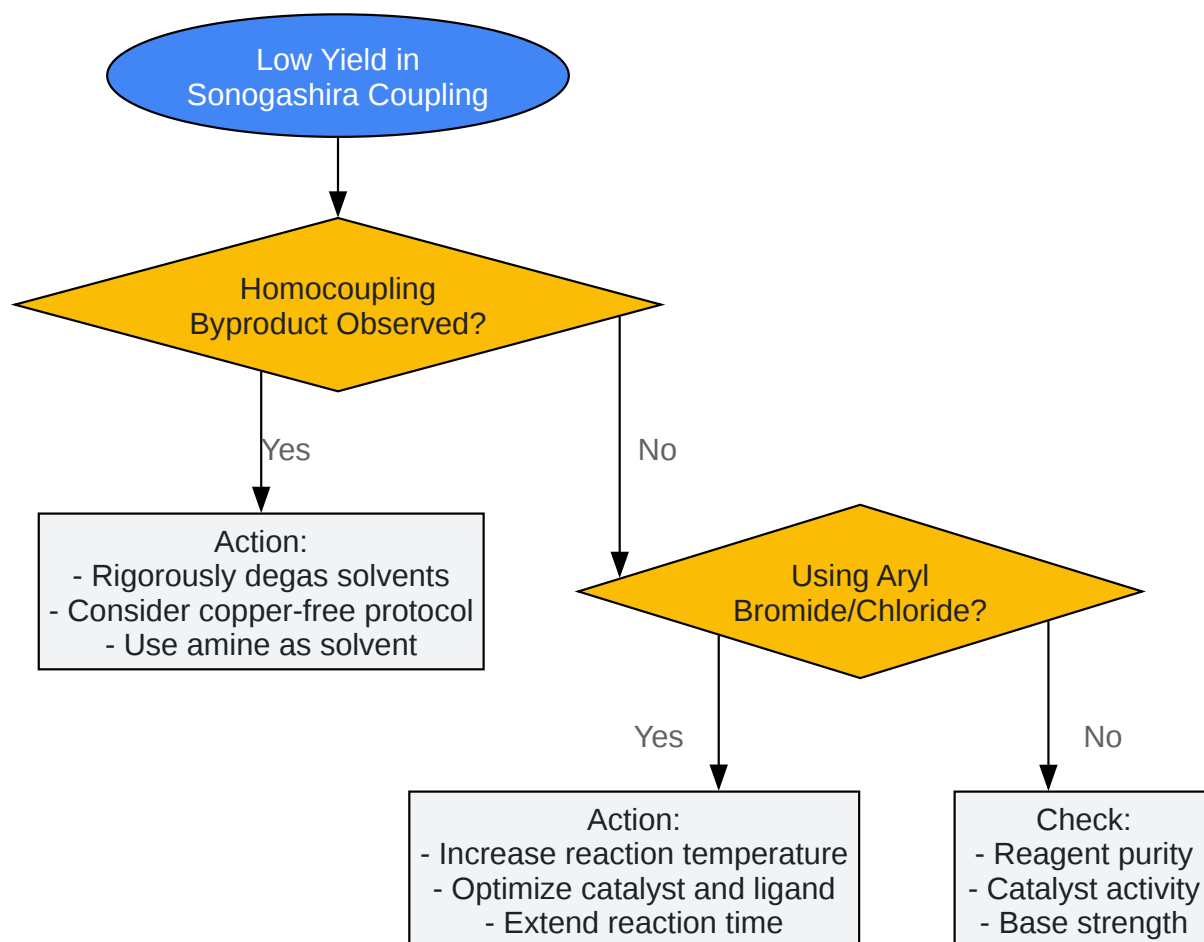 Low Yield in
Sonogashira Coupling
Homocoupling
Byproduct Observed?
Yes
No
Action:
- Rigorously degas solvents
- Consider copper-free protocol
- Use amine as solvent
Using Aryl
Bromide/Chloride?
Yes
No
Action:
- Increase reaction temperature
- Optimize catalyst and ligand
- Extend reaction time
Check:
- Reagent purity
- Catalyst activity
- Base strength